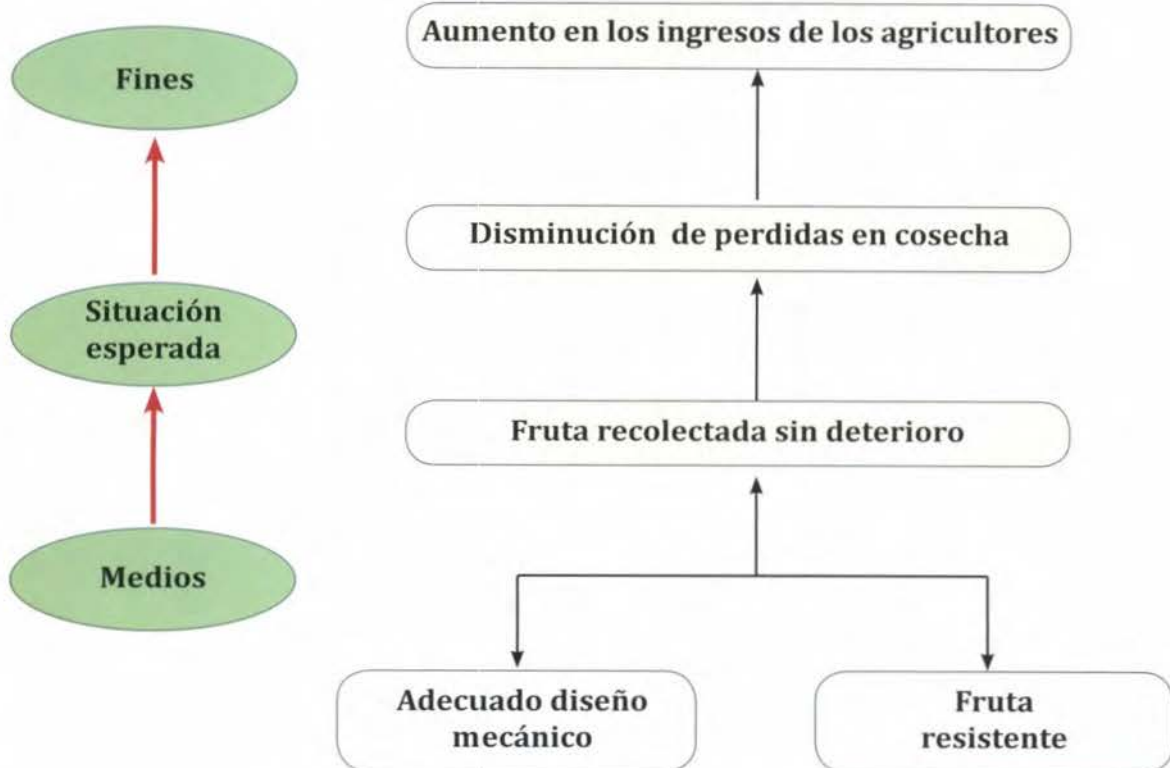 Fines
Situación
esperada
Medios
Aumento en los ingresos de los agricultores
Disminución de perdidas en cosecha
Fruta recolectada sin deterioro
Adecuado diseño
mecánico
Fruta
resistente